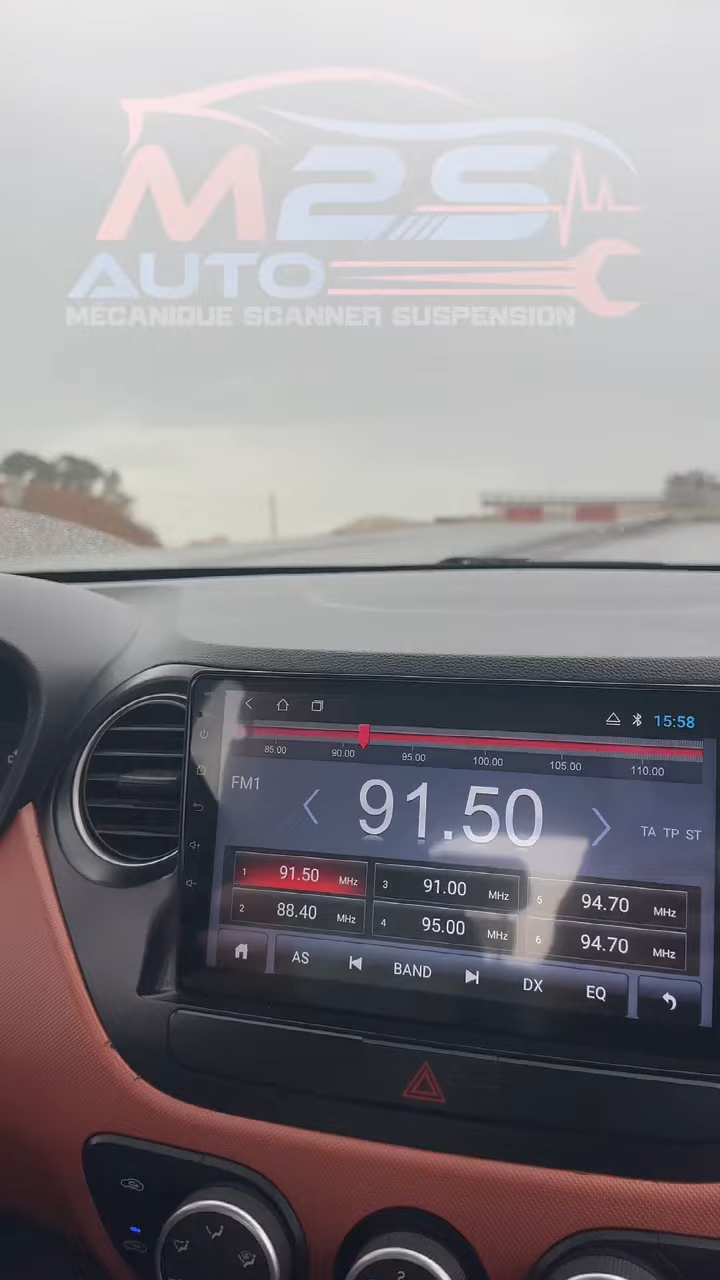 M2S
AUTO
MECANIQUE SCANNER SUSPENSION
15:58
85.00 90.00 95.00 100.00 105.00 110.00
FM1
91.50
TA TP ST
1 91.50 MHz
3 91.00 MHz
5 94.70 MHz
2 88.40 MHz
4 95.00 MHz
6 94.70 MHz
AS BAND DX EQ
2